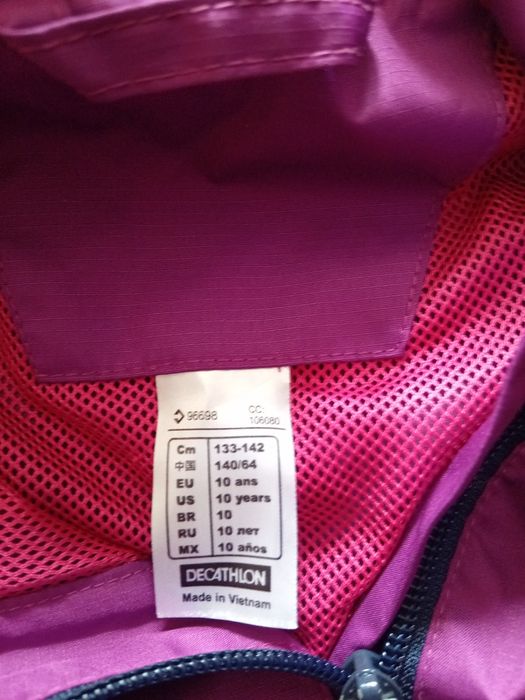 96698 CC:
106080
Cm 133-142
中国 140/64
EU 10 ans
US 10 years
BR 10
RU 10 лет
MX 10 años
DECATHLON
Made in Vietnam